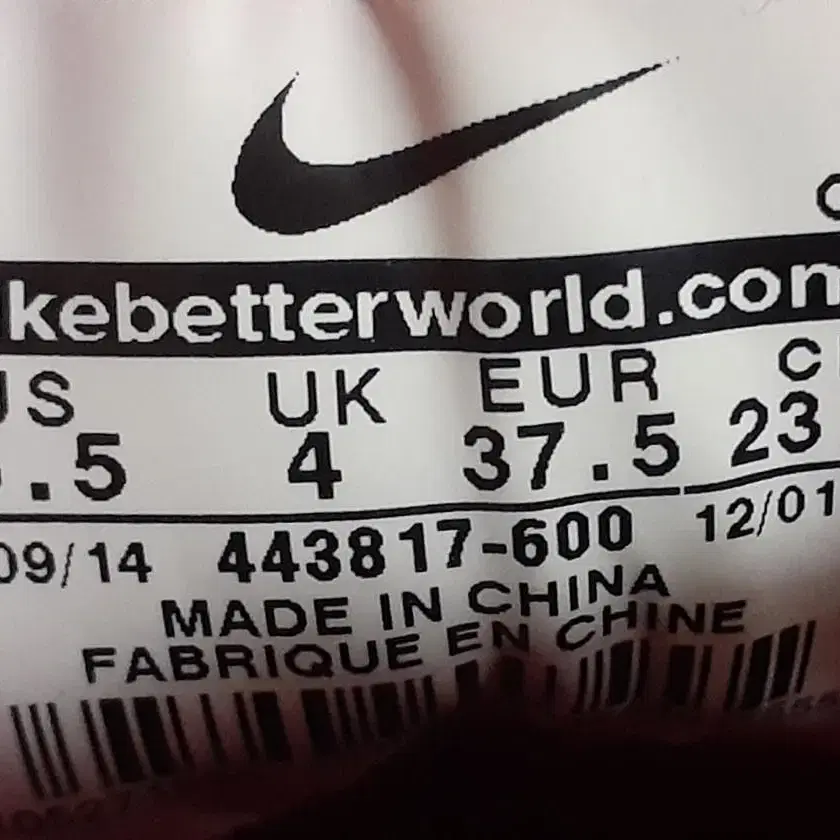 kebetterworld.com
US UK EUR C
.5 4 37.5 23
09/14 443817-600 12/01
MADE IN CHINA
FABRIQUE EN CHINE